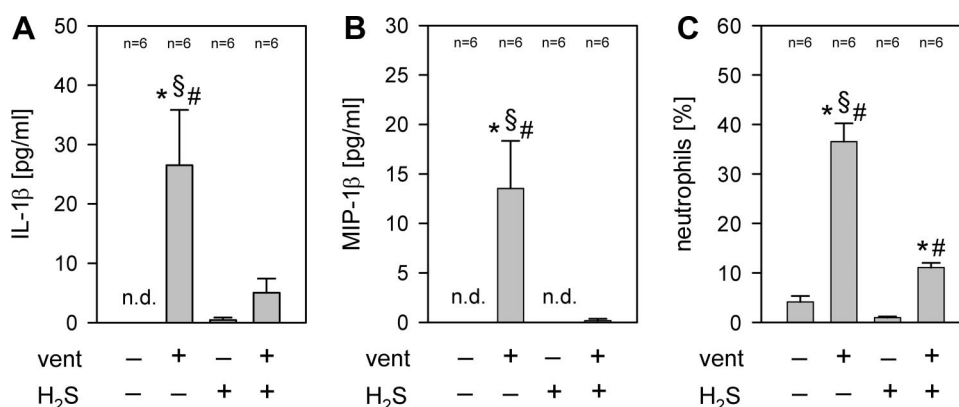 A
IL-1β [pg/ml]
50
40
30
20
10
0
n=6 n=6 n=6 n=6
* § #
n.d.
vent – + – +
H₂S – – + +
B
MIP-1β [pg/ml]
30
25
20
15
10
5
0
n=6 n=6 n=6 n=6
* § #
n.d. n.d.
– + – +
– – + +
C
neutrophils [%]
60
50
40
30
20
10
0
n=6 n=6 n=6 n=6
* § #
* #
vent – + – +
H₂S – – + +